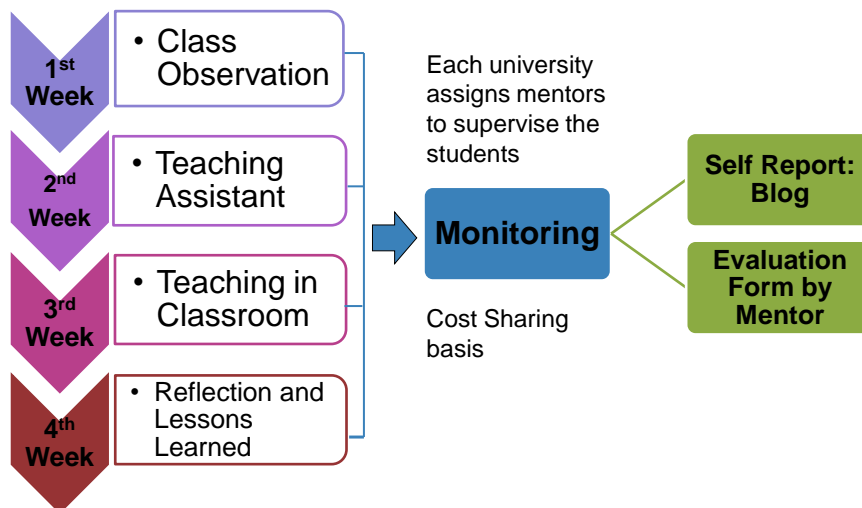 1st
Week
• Class
Observation
2nd
Week
• Teaching
Assistant
3rd
Week
• Teaching in
Classroom
4th
Week
• Reflection and
Lessons
Learned
Each university
assigns mentors
to supervise the
students
Monitoring
Cost Sharing
basis
Self Report:
Blog
Evaluation
Form by
Mentor